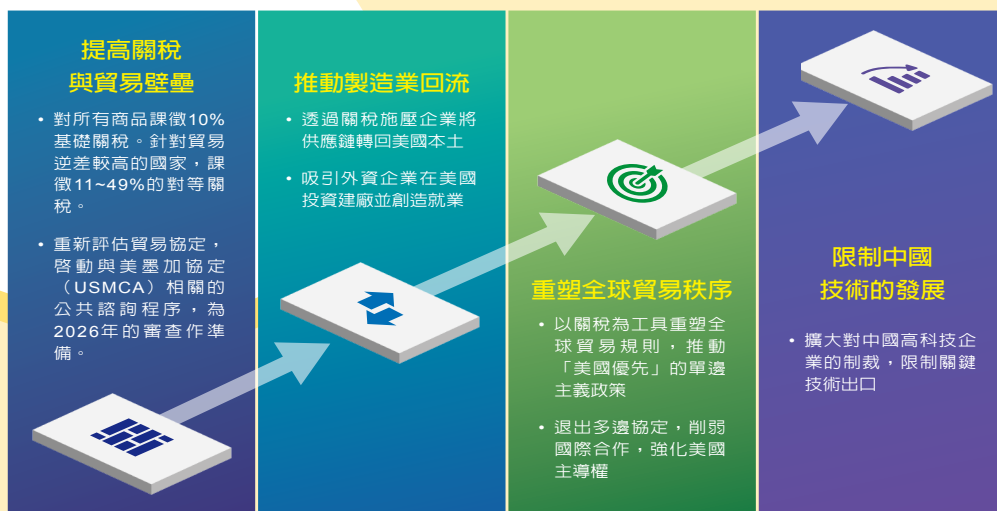 提高關稅
與貿易壁壘
• 對所有商品課徵10%
基礎關稅。針對貿易
逆差較高的國家，課
徵11~49%的對等關
稅。
• 重新評估貿易協定，
啓動與美墨加協定
（USMCA）相關的
公共諮詢程序，為
2026年的審查作準
備。
推動製造業回流
• 透過關稅施壓企業將
供應鏈轉回美國本土
• 吸引外資企業在美國
投資建廠並創造就業
重塑全球貿易秩序
• 以關稅為工具重塑全
球貿易規則，推動
「美國優先」的單邊
主義政策
• 退出多邊協定，削弱
國際合作，強化美國
主導權
限制中國
技術的發展
• 擴大對中國高科技企
業的制裁，限制關鍵
技術出口